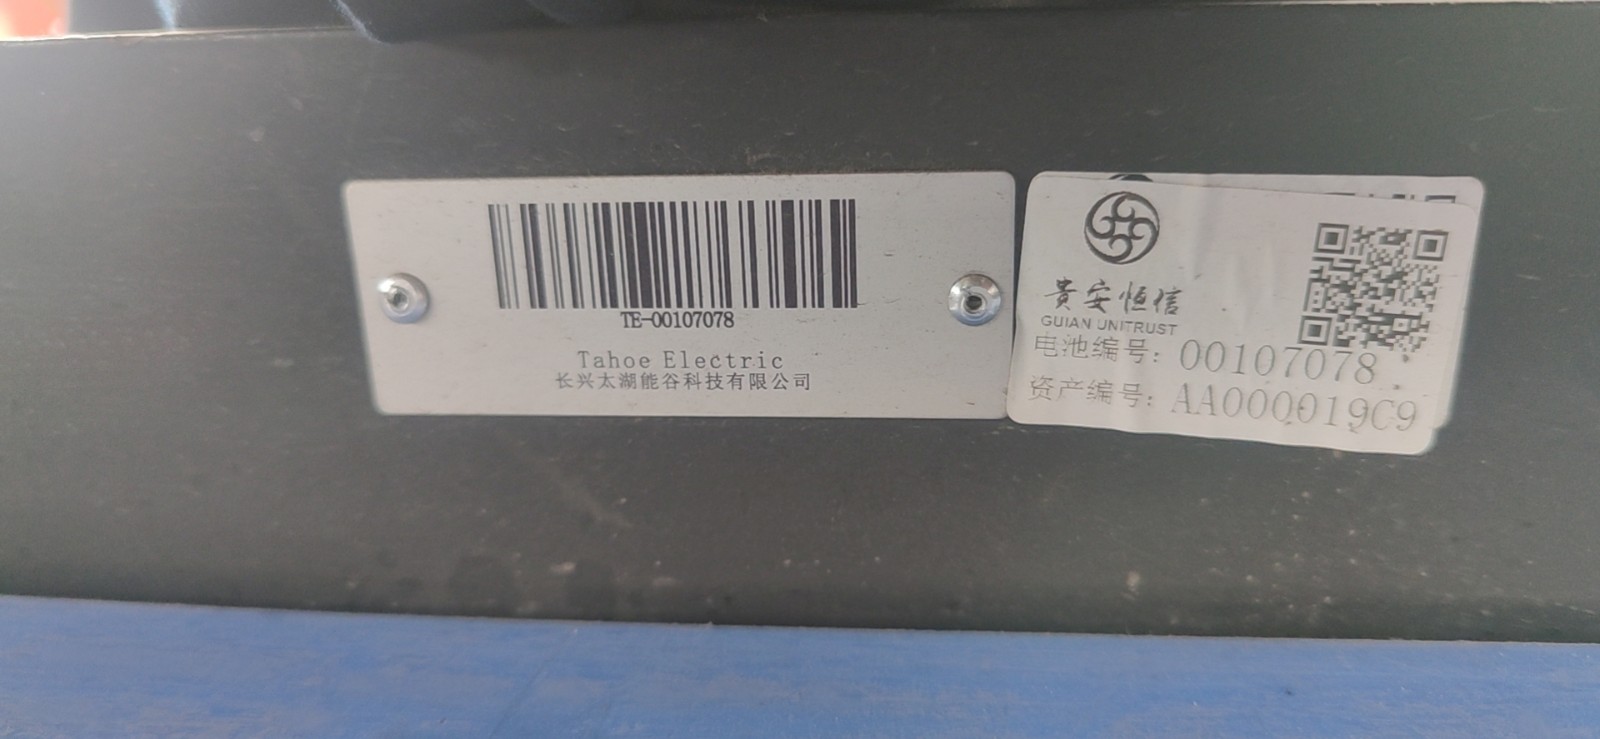 TE-00107078
Tahoe Electric
长兴太湖能谷科技有限公司
贵安恒信
GUIAN UNITRUST
电池编号：00107078
资产编号：AA000019C9